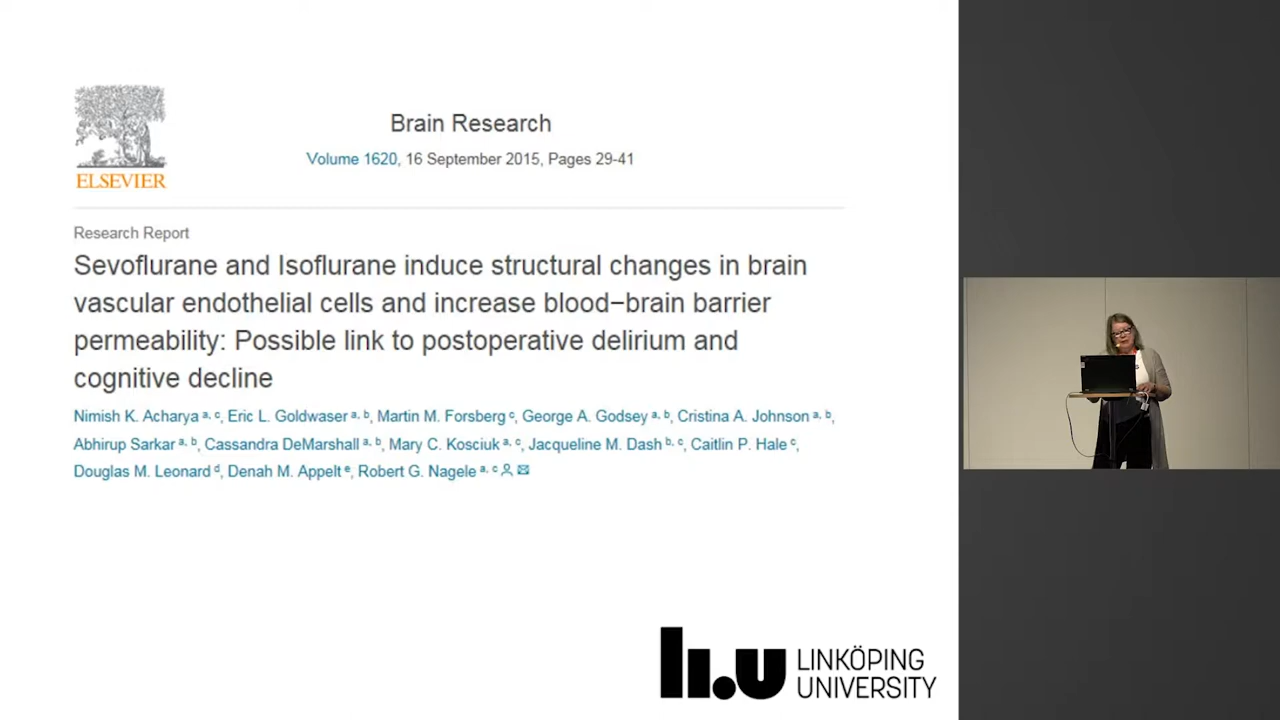 ELSEVIER
Brain Research
Volume 1620, 16 September 2015, Pages 29-41
Research Report
Sevoflurane and Isoflurane induce structural changes in brain
vascular endothelial cells and increase blood−brain barrier
permeability: Possible link to postoperative delirium and
cognitive decline
Nimish K. Acharya a, c, Eric L. Goldwaser a, b, Martin M. Forsberg c, George A. Godsey a, b, Cristina A. Johnson a, b,
Abhirup Sarkar a, b, Cassandra DeMarshall a, b, Mary C. Kosciuk a, c, Jacqueline M. Dash b, c, Caitlin P. Hale c,
Douglas M. Leonard d, Denah M. Appelt e, Robert G. Nagele a, c
li.u LINKÖPING
UNIVERSITY